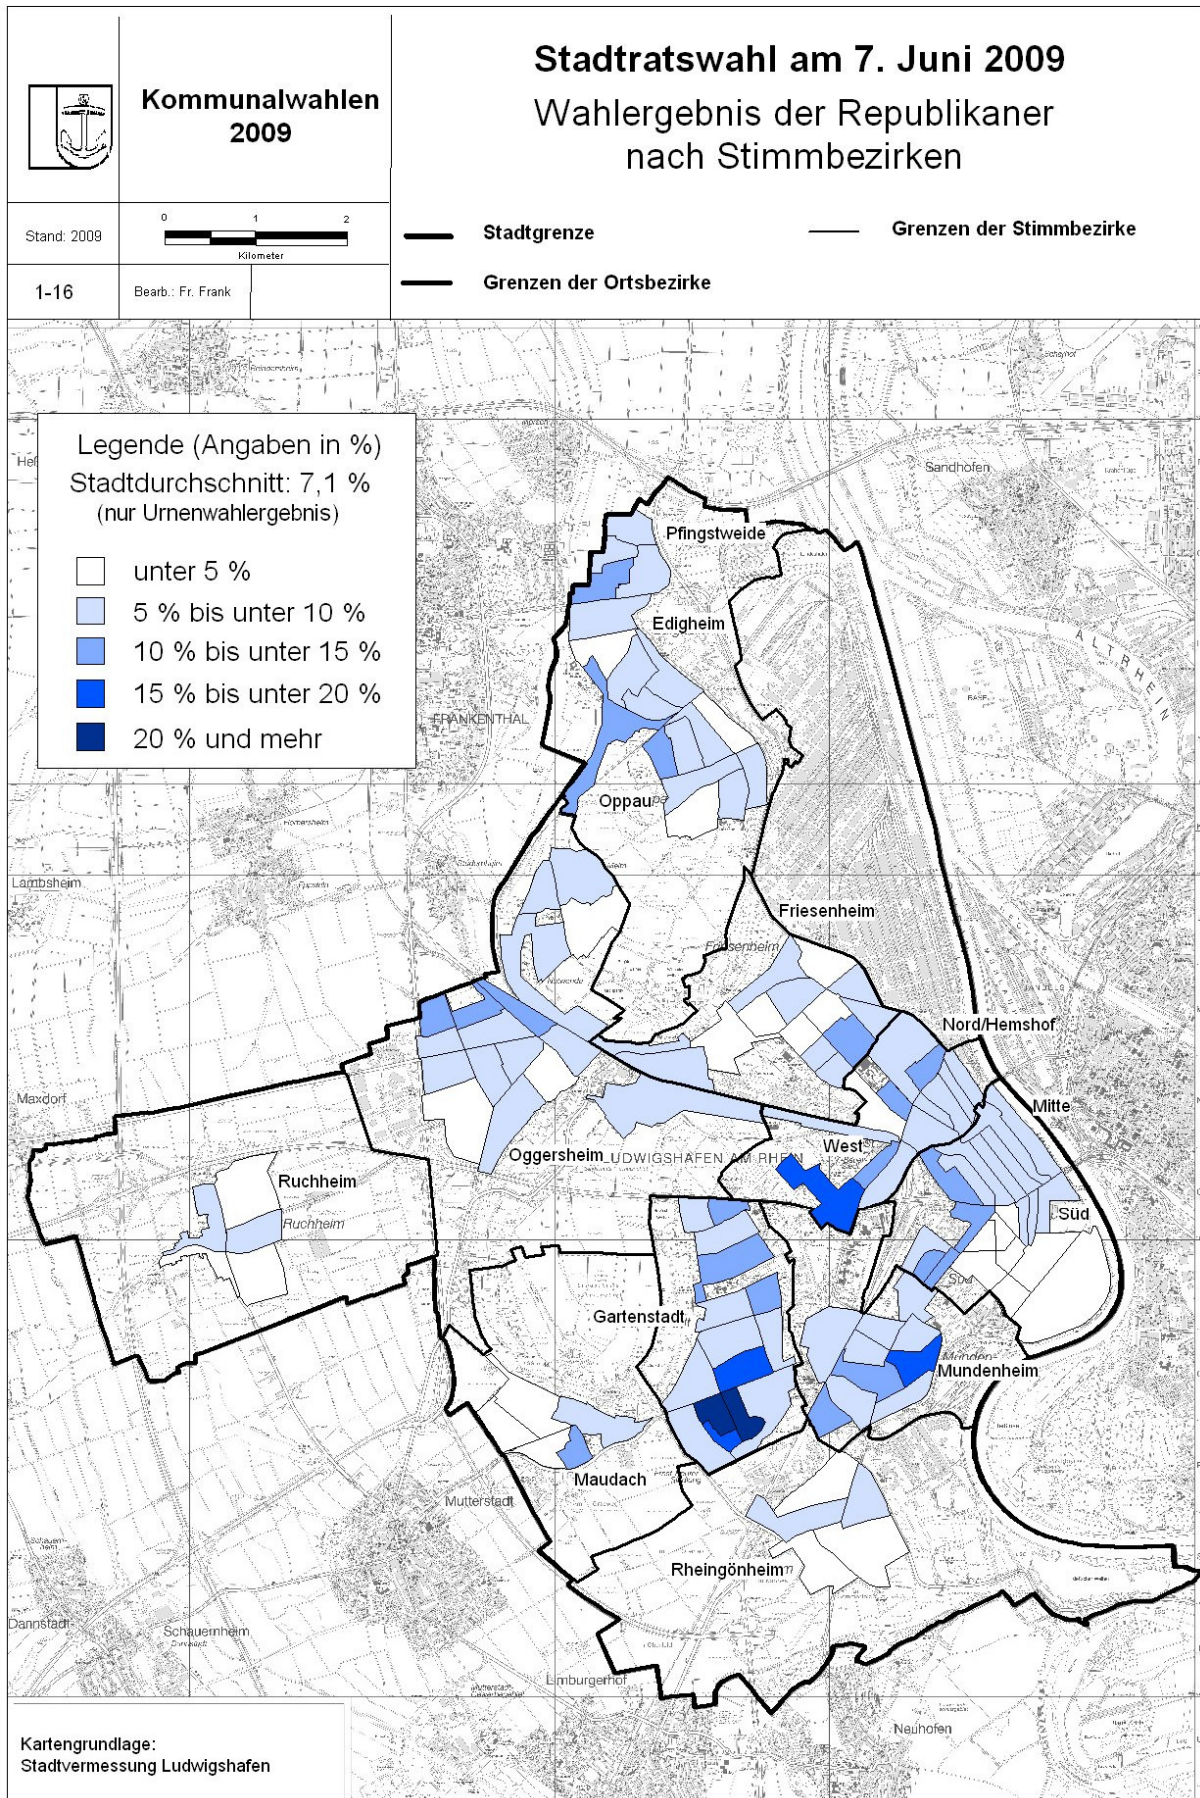 Kommunalwahlen
2009
Stadtratswahl am 7. Juni 2009
Wahlergebnis der Republikaner
nach Stimmbezirken
Stand: 2009
0 1 2
Kilometer
1-16
Bearb.: Fr. Frank
Stadtgrenze
Grenzen der Stimmbezirke
Grenzen der Ortsbezirke
Legende (Angaben in %)
Stadtdurchschnitt: 7,1 %
(nur Urnenwahlergebnis)
unter 5 %
5 % bis unter 10 %
10 % bis unter 15 %
15 % bis unter 20 %
20 % und mehr
Sandhofen
Pfingstweide
Edigheim
ALTRHEIN
FRANKENTHAL
Oppau
Lambsheim
Friesenheim
Friesenheim
Nord/Hemshof
Maxdorf
Mitte
West
Oggersheim
LUDWIGSHAFEN AM RHEIN
Ruchheim
Ruchheim
Süd
Süd
Gartenstadt
Mundenheim
Maudach
Mutterstadt
Rheingönheim
Dannstadt
Schauernheim
Limburgerhof
Neuhofen
Kartengrundlage:
Stadtvermessung Ludwigshafen